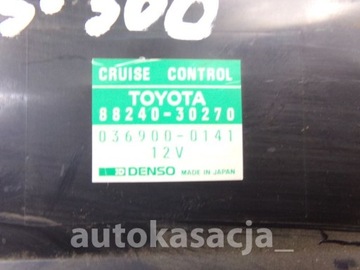 CRUISE CONTROL
TOYOTA
88240-30270
036900-0141
12V
DENSO MADE IN JAPAN
autokasacja_